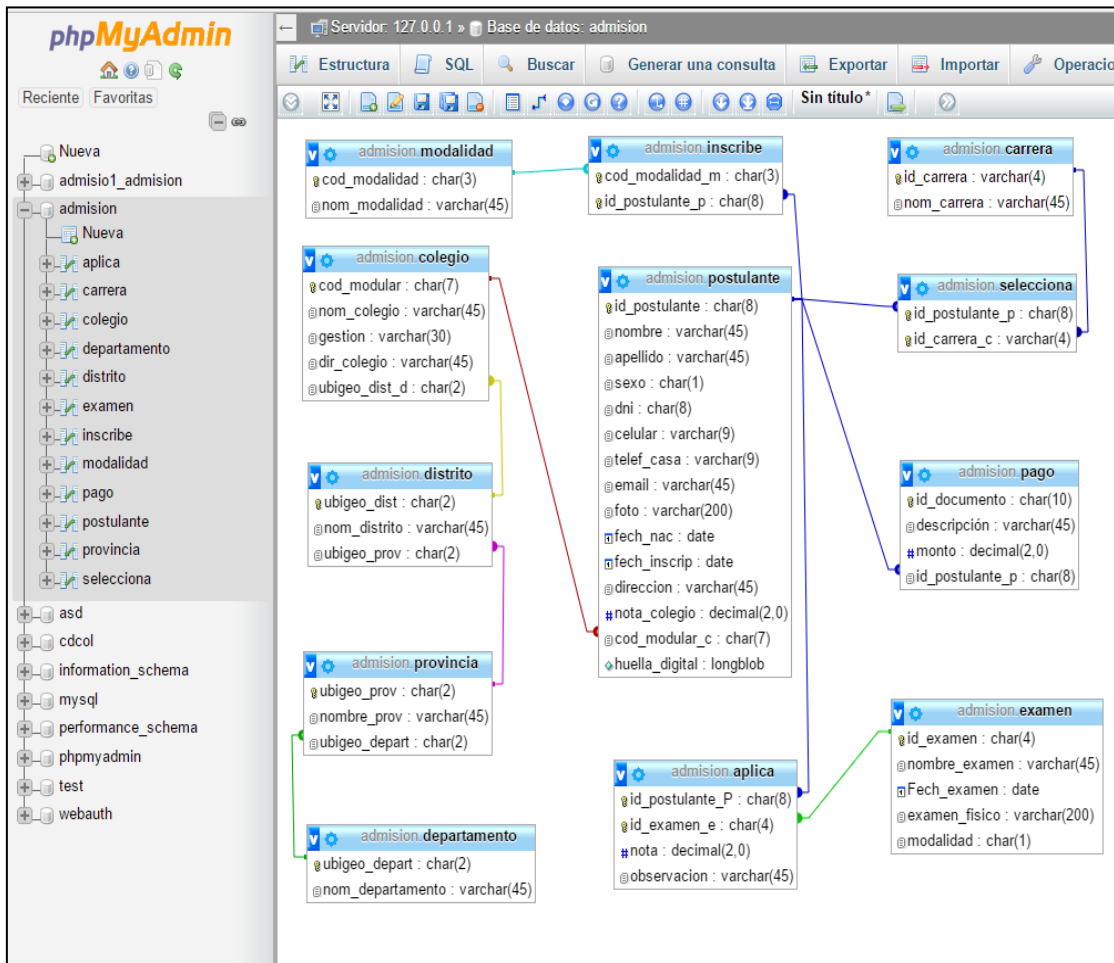 phpMyAdmin
Reciente Favoritas
Nueva
admisio1_admision
admision
Nueva
aplica
carrera
colegio
departamento
distrito
examen
inscribe
modalidad
pago
postulante
provincia
selecciona
asd
cdcol
information_schema
mysql
performance_schema
phpmyadmin
test
webauth
Servidor: 127.0.0.1 » Base de datos: admision
Estructura SQL Buscar Generar una consulta Exportar Importar Operacio
Sin título *
admision.modalidad
cod_modalidad : char(3)
nom_modalidad : varchar(45)
admision.inscribe
cod_modalidad_m : char(3)
id_postulante_p : char(8)
admision.carrera
id_carrera : varchar(4)
nom_carrera : varchar(45)
admision.colegio
cod_modular : char(7)
nom_colegio : varchar(45)
gestion : varchar(30)
dir_colegio : varchar(45)
ubigeo_dist_d : char(2)
admision.postulante
id_postulante : char(8)
nombre : varchar(45)
apellido : varchar(45)
sexo : char(1)
dni : char(8)
celular : varchar(9)
telef_casa : varchar(9)
email : varchar(45)
foto : varchar(200)
fech_nac : date
fech_inscrip : date
direccion : varchar(45)
#nota_colegio : decimal(2,0)
cod_modular_c : char(7)
huella_digital : longblob
admision.selecciona
id_postulante_p : char(8)
id_carrera_c : varchar(4)
admision.distrito
ubigeo_dist : char(2)
nom_distrito : varchar(45)
ubigeo_prov : char(2)
admision.pago
id_documento : char(10)
descripción : varchar(45)
#monto : decimal(2,0)
id_postulante_p : char(8)
admision.provincia
ubigeo_prov : char(2)
nombre_prov : varchar(45)
ubigeo_depart : char(2)
admision.examen
id_examen : char(4)
nombre_examen : varchar(45)
Fech_examen : date
examen_fisico : varchar(200)
modalidad : char(1)
admision.aplica
id_postulante_P : char(8)
id_examen_e : char(4)
#nota : decimal(2,0)
observacion : varchar(45)
admision.departamento
ubigeo_depart : char(2)
nom_departamento : varchar(45)